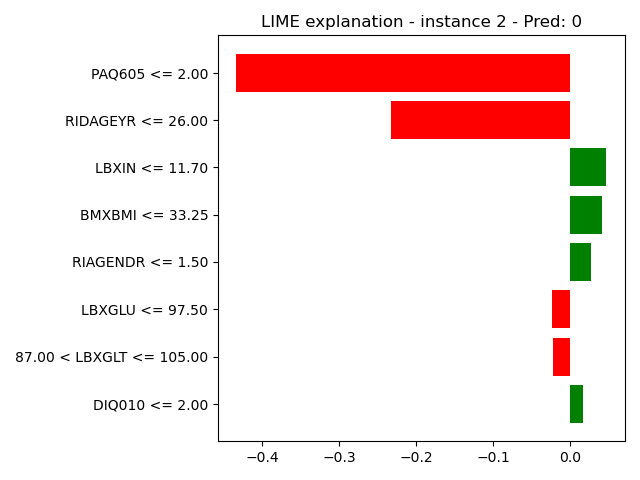 LIME explanation - instance 2 - Pred: 0
PAQ605 <= 2.00
RIDAGEYR <= 26.00
LBXIN <= 11.70
BMXBMI <= 33.25
RIAGENDR <= 1.50
LBXGLU <= 97.50
87.00 < LBXGLT <= 105.00
DIQ010 <= 2.00
−0.4 −0.3 −0.2 −0.1 0.0